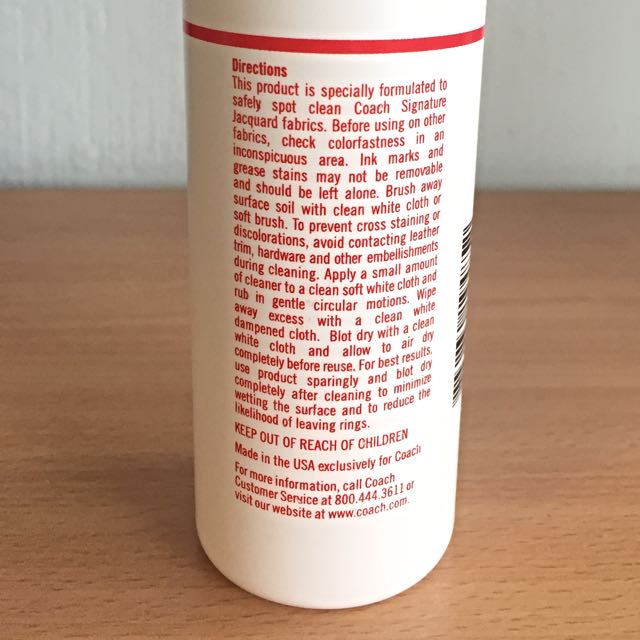 Directions
This product is specially formulated to
safely spot clean Coach Signature
Jacquard fabrics. Before using on other
fabrics, check colorfastness in an
inconspicuous area. Ink marks and
grease stains may not be removable
and should be left alone. Brush away
surface soil with clean white cloth or
soft brush. To prevent cross staining or
discolorations, avoid contacting leather
trim, hardware and other embellishments
during cleaning. Apply a small amount
of cleaner to a clean soft white cloth and
rub in gentle circular motions. Wipe
away excess with a clean white
dampened cloth. Blot dry with a clean
white cloth and allow to air dry
completely before reuse. For best results,
use product sparingly and blot dry
completely after cleaning to minimize
wetting the surface and to reduce the
likelihood of leaving rings.
KEEP OUT OF REACH OF CHILDREN
Made in the USA exclusively for Coach
For more information, call Coach
Customer Service at 800.444.3611 or
visit our website at www.coach.com.